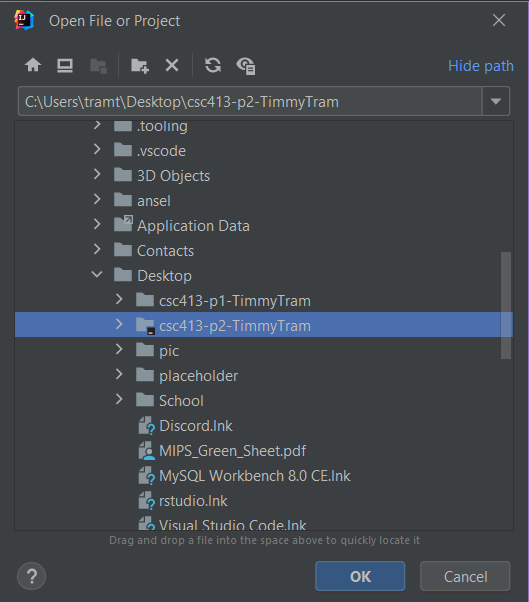 Open File or Project
Hide path
C:\Users\tramt\Desktop\csc413-p2-TimmyTram
.tooling
.vscode
3D Objects
ansel
Application Data
Contacts
Desktop
csc413-p1-TimmyTram
csc413-p2-TimmyTram
pic
placeholder
School
Discord.lnk
MIPS_Green_Sheet.pdf
MySQL Workbench 8.0 CE.lnk
rstudio.lnk
Visual Studio Code.lnk
Drag and drop a file into the space above to quickly locate it
? OK Cancel